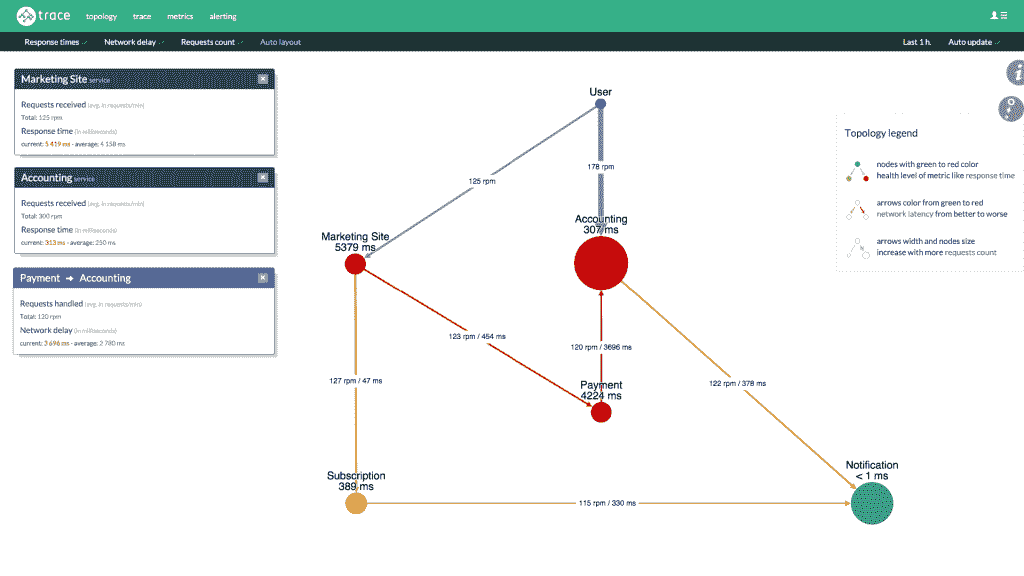 trace
topology trace metrics alerting
Response times Network delay Requests count Auto layout Last 1 h. Auto update
Marketing Site service
Requests received (avg. in requests/min)
Total: 125 rpm
Response time (in milliseconds)
current: 5 419 ms - average: 4 158 ms
Accounting service
Requests received (avg. in requests/min)
Total: 300 rpm
Response time (in milliseconds)
current: 313 ms - average: 250 ms
Payment → Accounting
Requests handled (avg. in requests/min)
Total: 120 rpm
Network delay (in milliseconds)
current: 3 696 ms - average: 2 780 ms
User
125 rpm
178 rpm
Marketing Site
5379 ms
Accounting
307 ms
123 rpm / 454 ms
120 rpm / 3696 ms
127 rpm / 47 ms
122 rpm / 378 ms
Payment
4224 ms
Subscription
389 ms
115 rpm / 330 ms
Notification
< 1 ms
Topology legend
nodes with green to red color
health level of metric like response time
arrows color from green to red
network latency from better to worse
arrows width and nodes size
increase with more requests count